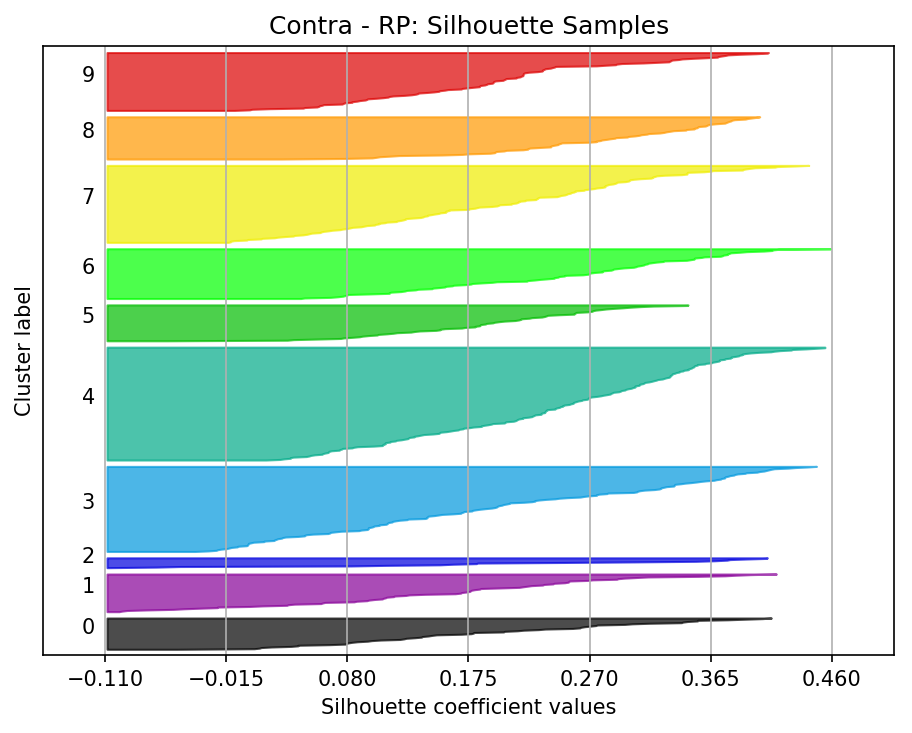 Contra - RP: Silhouette Samples
9
8
7
6
5
4
3
2
1
0
Cluster label
−0.110 −0.015 0.080 0.175 0.270 0.365 0.460
Silhouette coefficient values